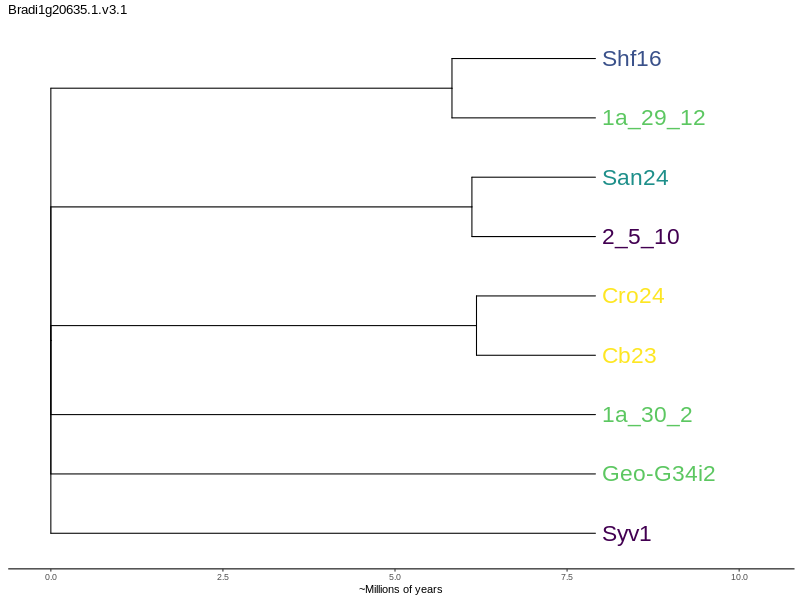 Bradi1g20635.1.v3.1
Shf16
1a_29_12
San24
2_5_10
Cro24
Cb23
1a_30_2
Geo-G34i2
Syv1
0.0 2.5 5.0 7.5 10.0
~Millions of years